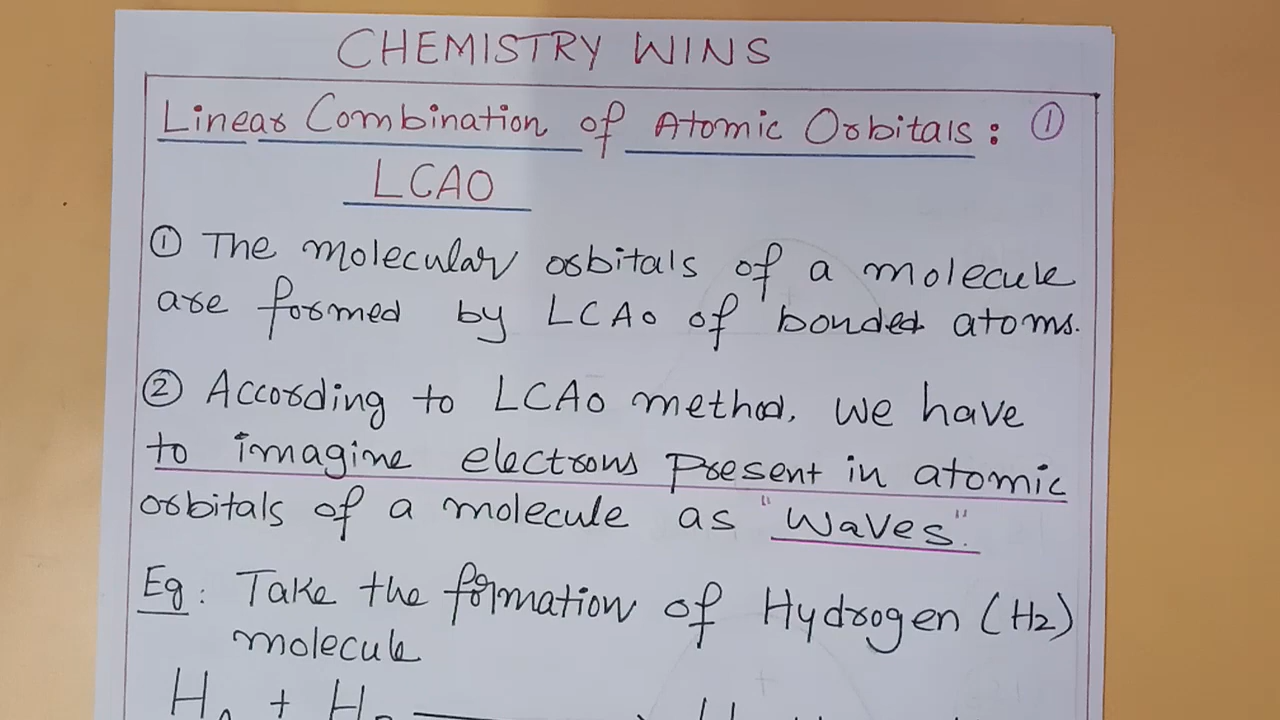 CHEMISTRY WINS
Linear Combination of Atomic Orbitals: ①
LCAO
① The molecular orbitals of a molecule
are formed by LCAO of bonded atoms.
② According to LCAO method, we have
to imagine electrons present in atomic
orbitals of a molecule as "Waves".
Eg: Take the formation of Hydrogen (H2)
molecule
H + H